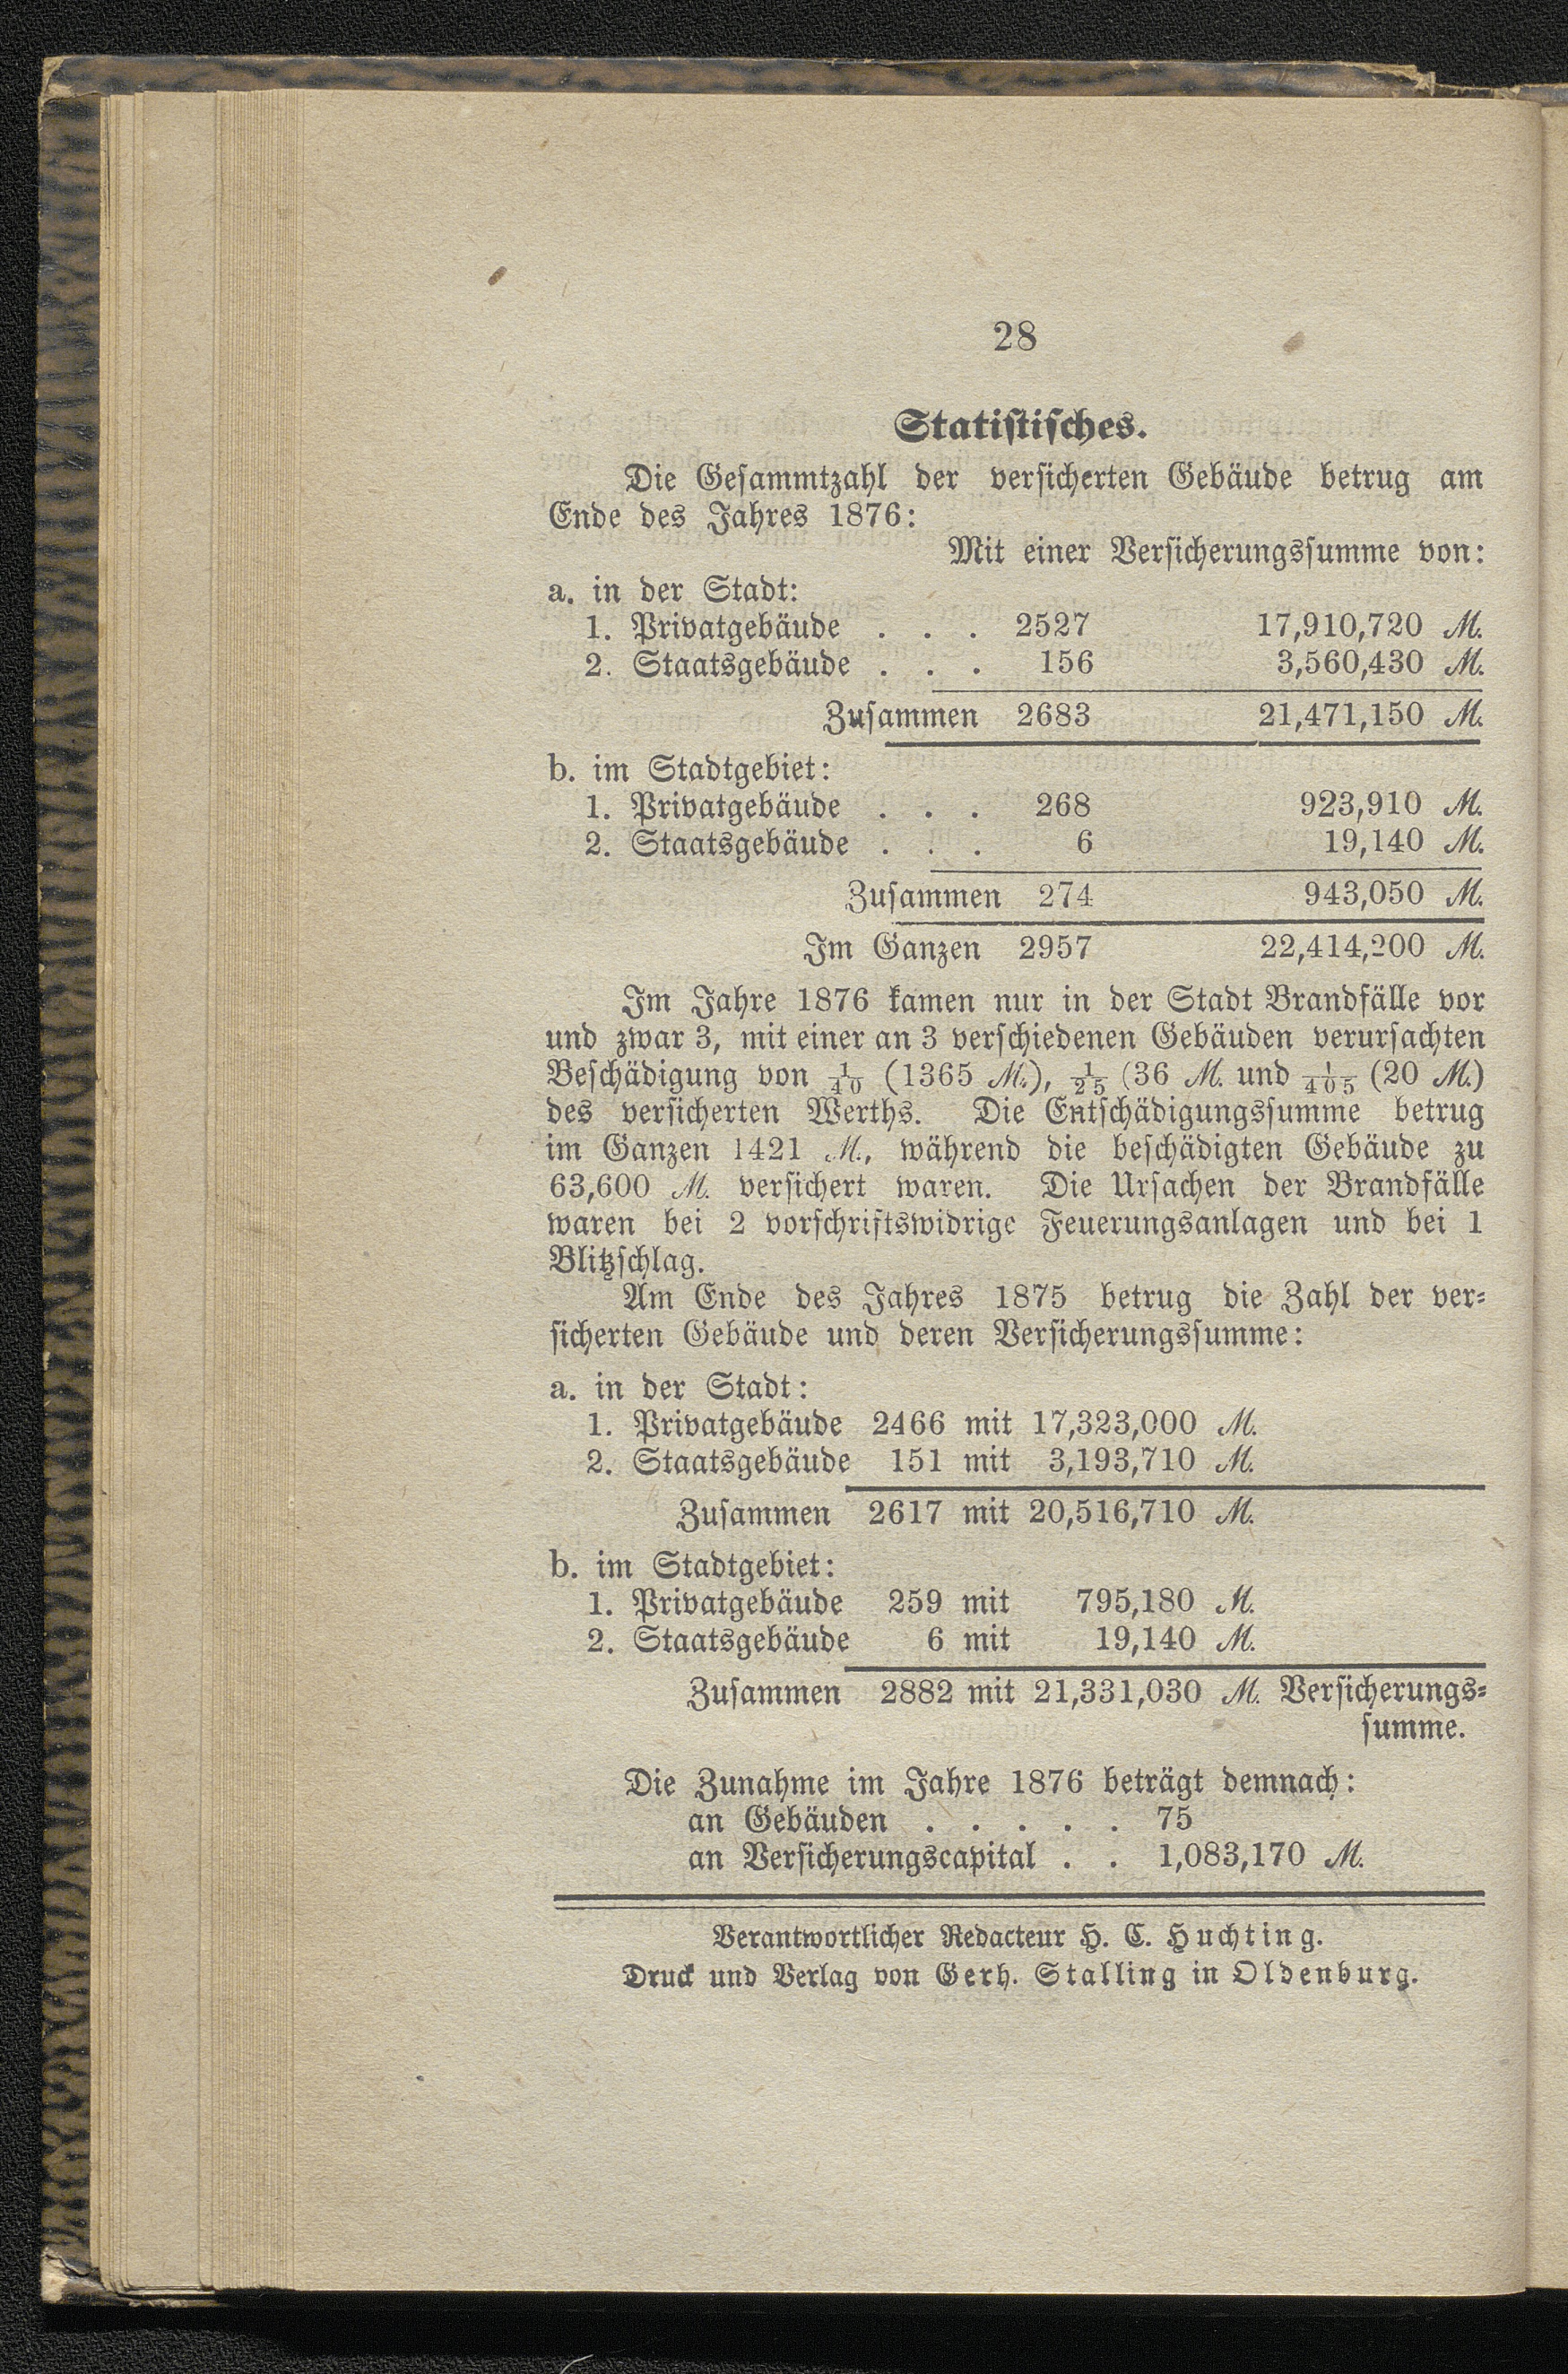 28
Statistisches.
Die Gesammtzahl der versicherten Gebäude betrug am
Ende des Jahres 1876:
Mit einer Versicherungssumme von:
a. in der Stadt:
1. Privatgebäude . . . 2527 17,910,720 M.
2. Staatsgebäude . . . 156 3,560,430 M.
Zusammen 2683 21,471,150 M.
b. im Stadtgebiet:
1. Privatgebäude . . . 268 923,910 M.
2. Staatsgebäude . . . 6 19,140 M.
Zusammen 274 943,050 M.
Im Ganzen 2957 22,414,200 M.
Im Jahre 1876 kamen nur in der Stadt Brandfälle vor
und zwar 3, mit einer an 3 verschiedenen Gebäuden verursachten
Beschädigung von 1/40 (1365 M.), 1/25 (36 M. und 1/405 (20 M.)
des versicherten Werths. Die Entschädigungssumme betrug
im Ganzen 1421 M., während die beschädigten Gebäude zu
63,600 M. versichert waren. Die Ursachen der Brandfälle
waren bei 2 vorschriftswidrige Feuerungsanlagen und bei 1
Blitzschlag.
Am Ende des Jahres 1875 betrug die Zahl der ver-
sicherten Gebäude und deren Versicherungssumme:
a. in der Stadt:
1. Privatgebäude 2466 mit 17,323,000 M.
2. Staatsgebäude 151 mit 3,193,710 M.
Zusammen 2617 mit 20,516,710 M.
b. im Stadtgebiet:
1. Privatgebäude 259 mit 795,180 M.
2. Staatsgebäude 6 mit 19,140 M.
Zusammen 2882 mit 21,331,030 M. Versicherungs-
summe.
Die Zunahme im Jahre 1876 beträgt demnach:
an Gebäuden . . . . . 75
an Versicherungscapital . . 1,083,170 M.
Verantwortlicher Redacteur H. C. Huchting.
Druck und Verlag von Gerh. Stalling in Oldenburg.